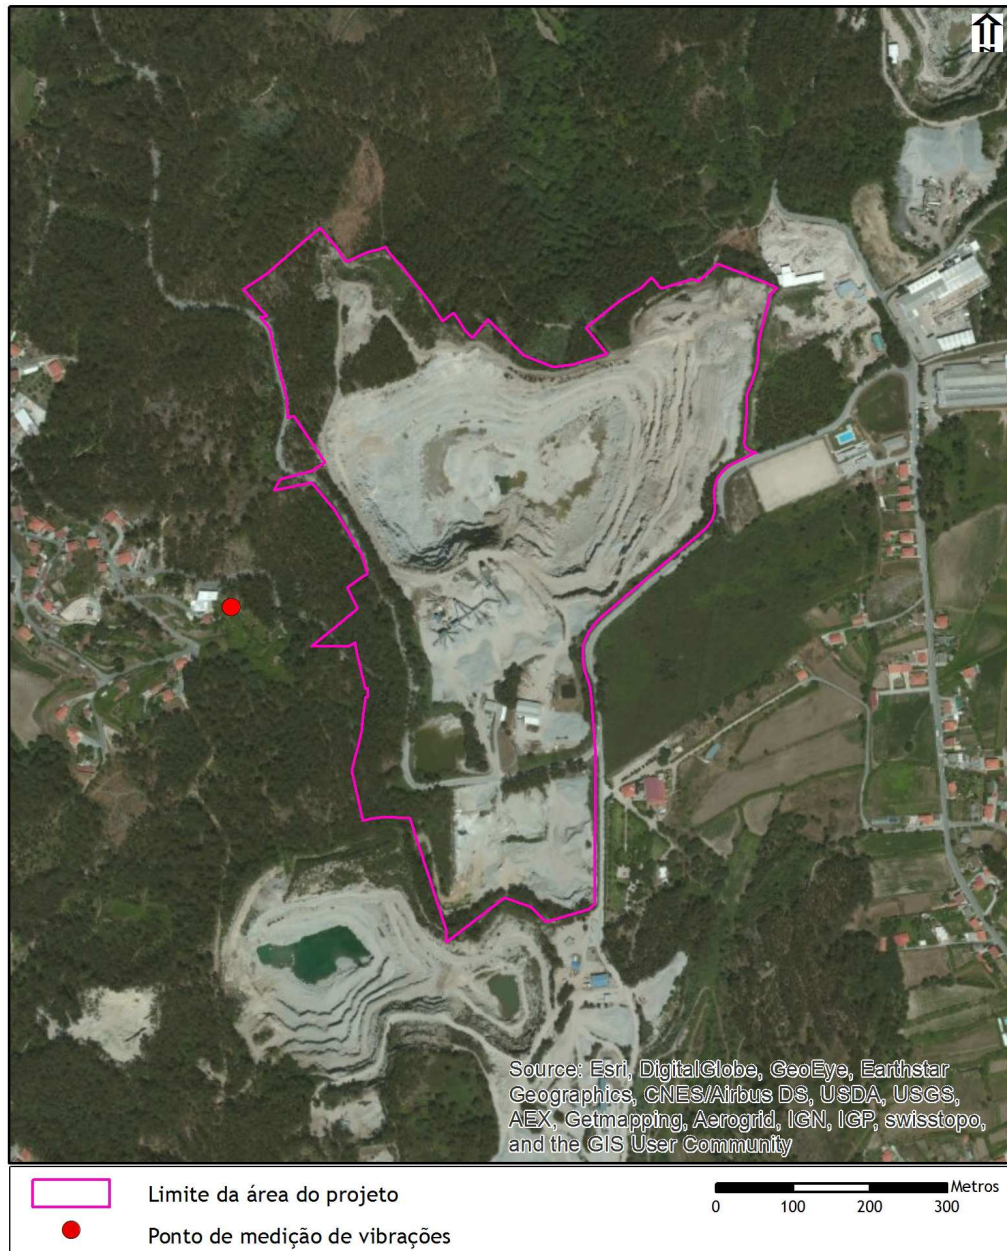 N
Source: Esri, DigitalGlobe, GeoEye, Earthstar
Geographics, CNES/Airbus DS, USDA, USGS,
AEX, Getmapping, Aerogrid, IGN, IGP, swisstopo,
and the GIS User Community
Limite da área do projeto
Ponto de medição de vibrações
Metros
0 100 200 300